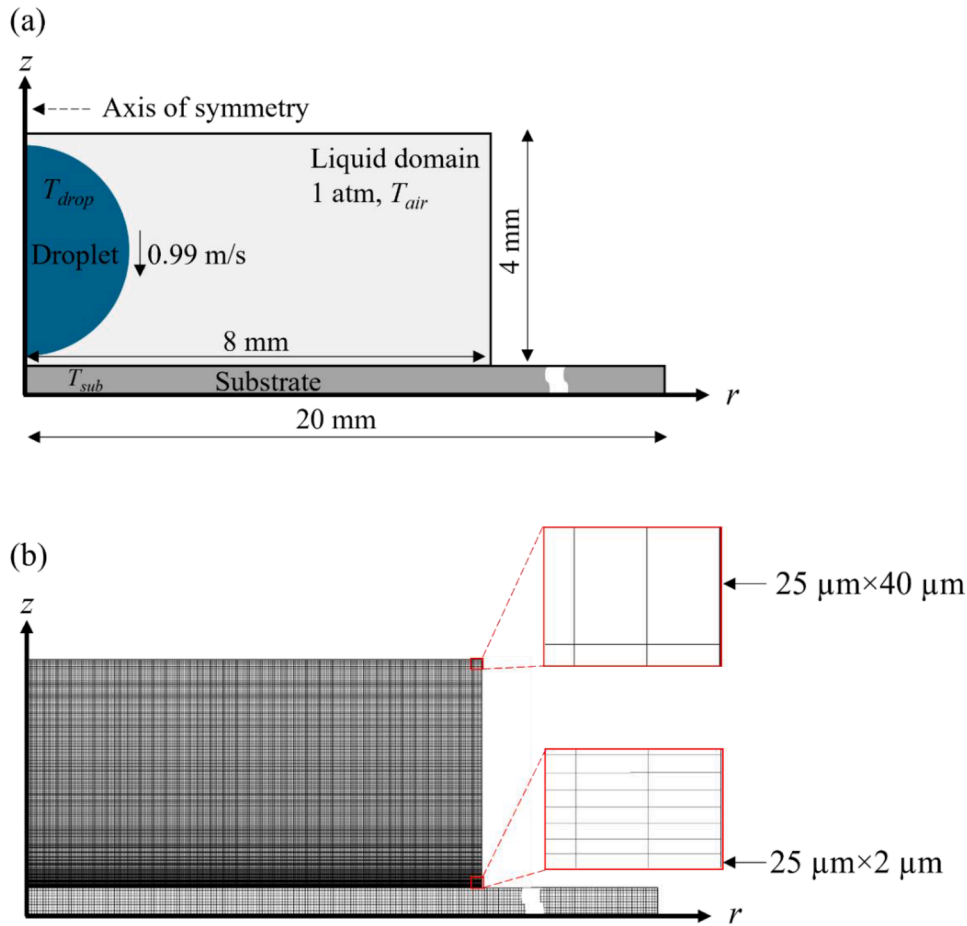 (a)
z
Axis of symmetry
Liquid domain
1 atm, T_air
T_drop
Droplet
0.99 m/s
4 mm
8 mm
T_sub
Substrate
r
20 mm
(b)
z
25 µm×40 µm
25 µm×2 µm
r